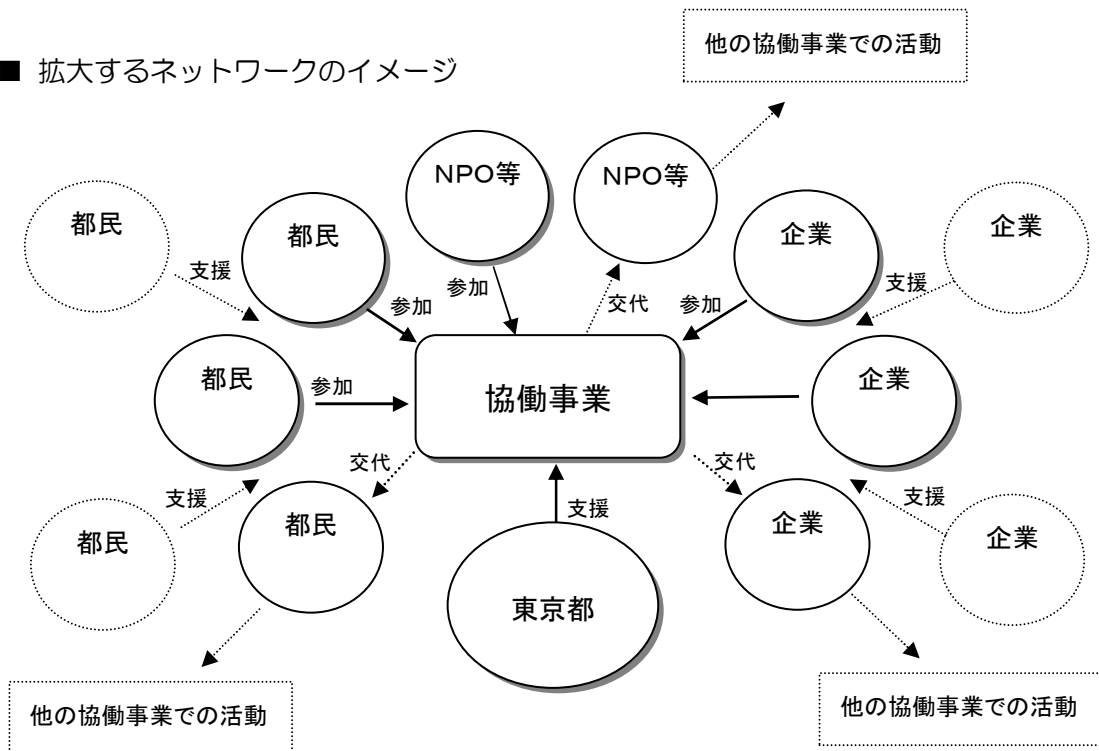 他の協働事業での活動
■ 拡大するネットワークのイメージ
NPO等
NPO等
都民
都民
企業
企業
支援
参加
参加
交代
参加
支援
都民
参加
協働事業
企業
交代
交代
支援
支援
都民
都民
支援
企業
企業
東京都
他の協働事業での活動
他の協働事業での活動